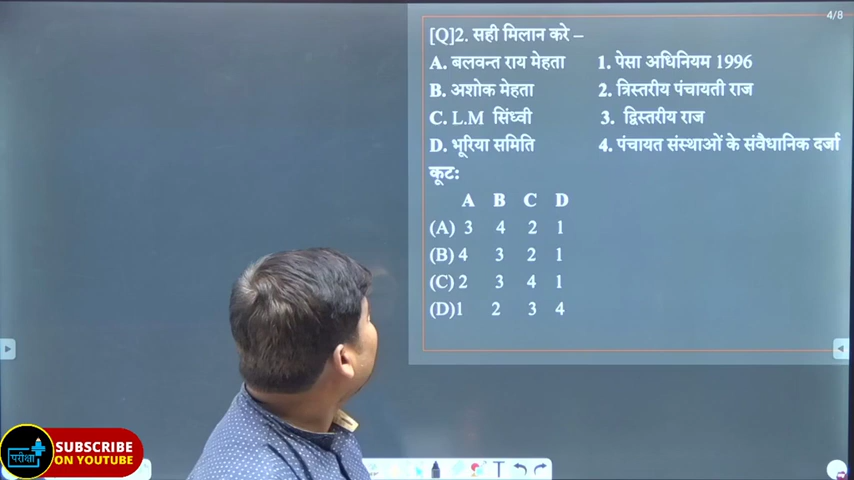 4/8
[Q]2. सही मिलान करे –
A. बलवन्त राय मेहता 1. पेसा अधिनियम 1996
B. अशोक मेहता 2. त्रिस्तरीय पंचायती राज
C. L.M सिंघ्वी 3. द्विस्तरीय राज
D. भूरिया समिति 4. पंचायत संस्थाओं के संवैधानिक दर्जा
कूट:
A B C D
(A) 3 4 2 1
(B) 4 3 2 1
(C) 2 3 4 1
(D)1 2 3 4
परीक्षा
SUBSCRIBE
ON YOUTUBE
T